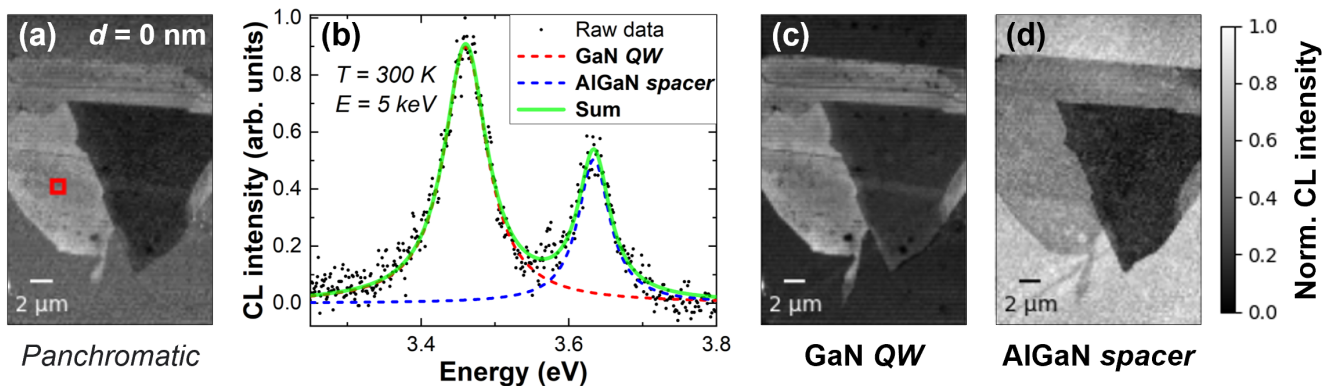 (a) d = 0 nm
2 µm
Panchromatic
(b)
T = 300 K
E = 5 keV
Raw data
GaN QW
AlGaN spacer
Sum
CL intensity (arb. units)
1.0
0.8
0.6
0.4
0.2
0.0
3.4
3.6
3.8
Energy (eV)
(c)
2 µm
GaN QW
(d)
2 µm
AlGaN spacer
1.0
0.8
0.6
0.4
0.2
0.0
Norm. CL intensity